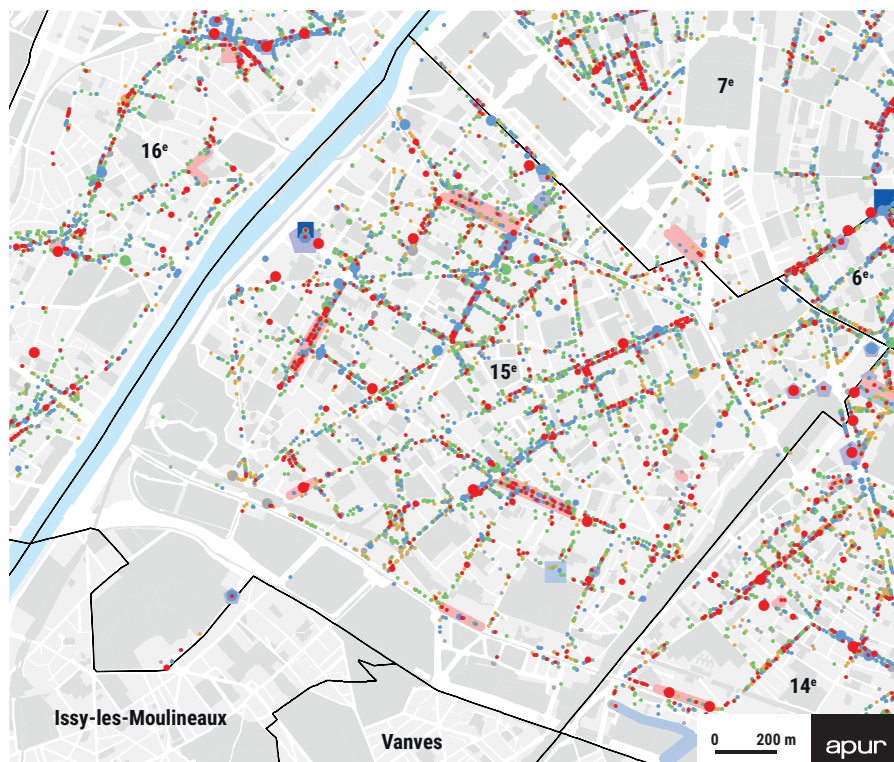 7ᵉ
16ᵉ
6ᵉ
15ᵉ
14ᵉ
Issy-les-Moulineaux
Vanves
0 200 m
apur